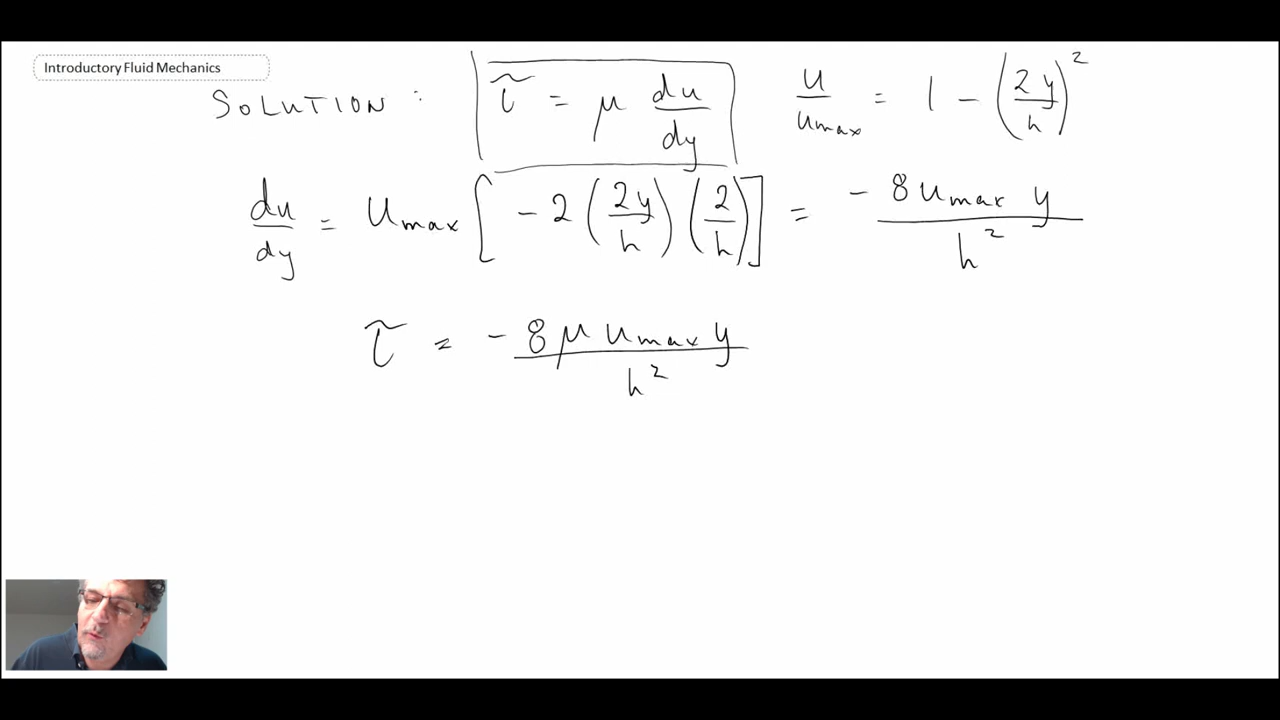 Introductory Fluid Mechanics
SOLUTION : τ = μ du/dy u/umax = 1 - (2y/h)²
du/dy = umax [ - 2 (2y/h) (2/h) ] = - 8 umax y / h²
τ = - 8 μ umax y / h²